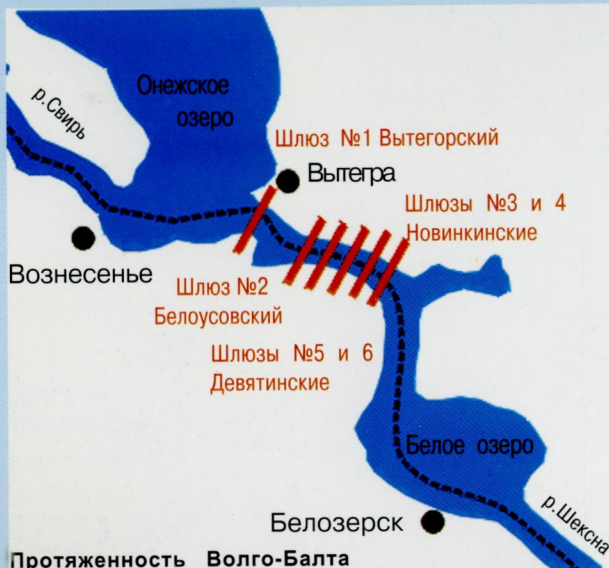 Онежское
озеро
р.Свирь
Шлюз №1 Вытегорский
Вытегра
Шлюзы №3 и 4
Новинкинские
Вознесенье
Шлюз №2
Белоусовский
Шлюзы №5 и 6
Девятинские
Белое озеро
р.Шексна
Белозерск
Протяженность Волго-Балта